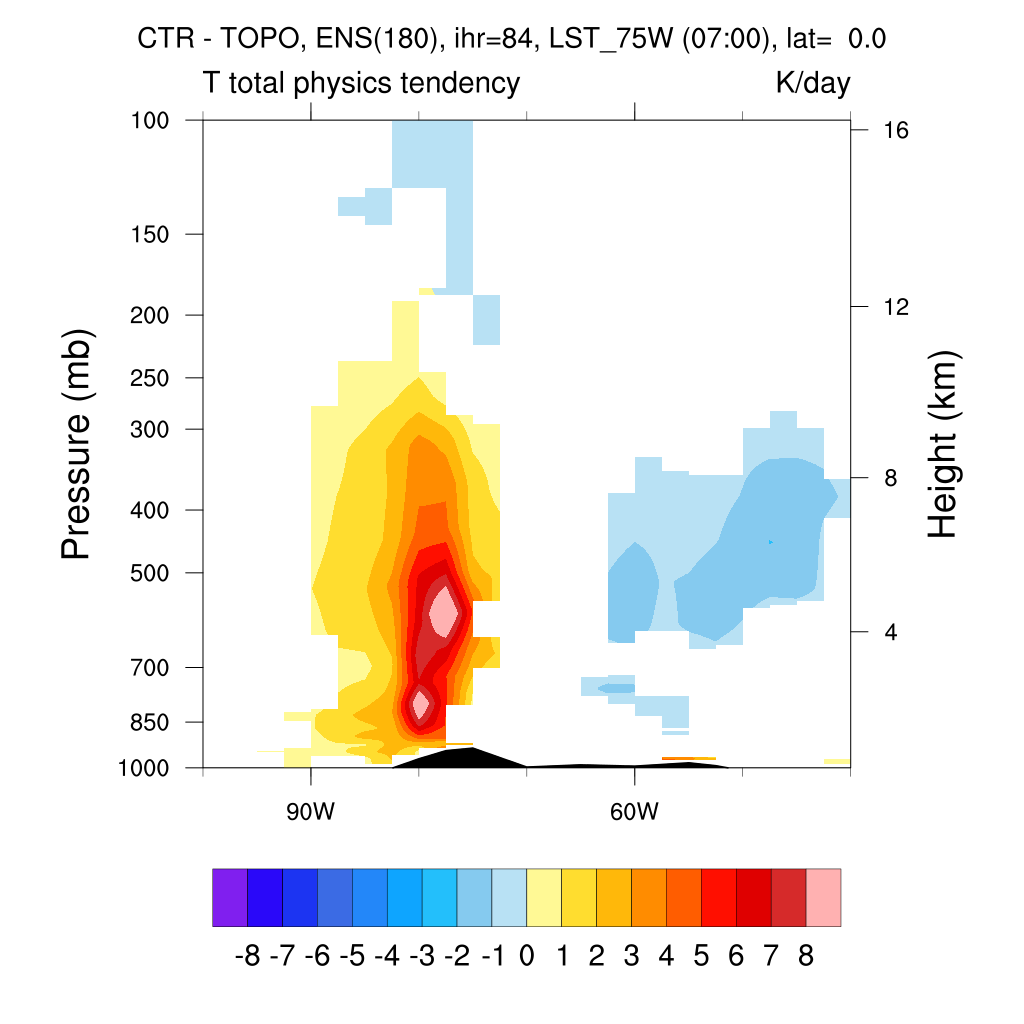 CTR - TOPO, ENS(180), ihr=84, LST_75W (07:00), lat=  0.0
T total physics tendency K/day
100
150
200
250
300
400
500
700
850
1000
Pressure (mb)
16
12
8
4
Height (km)
90W 60W
-8 -7 -6 -5 -4 -3 -2 -1 0 1 2 3 4 5 6 7 8